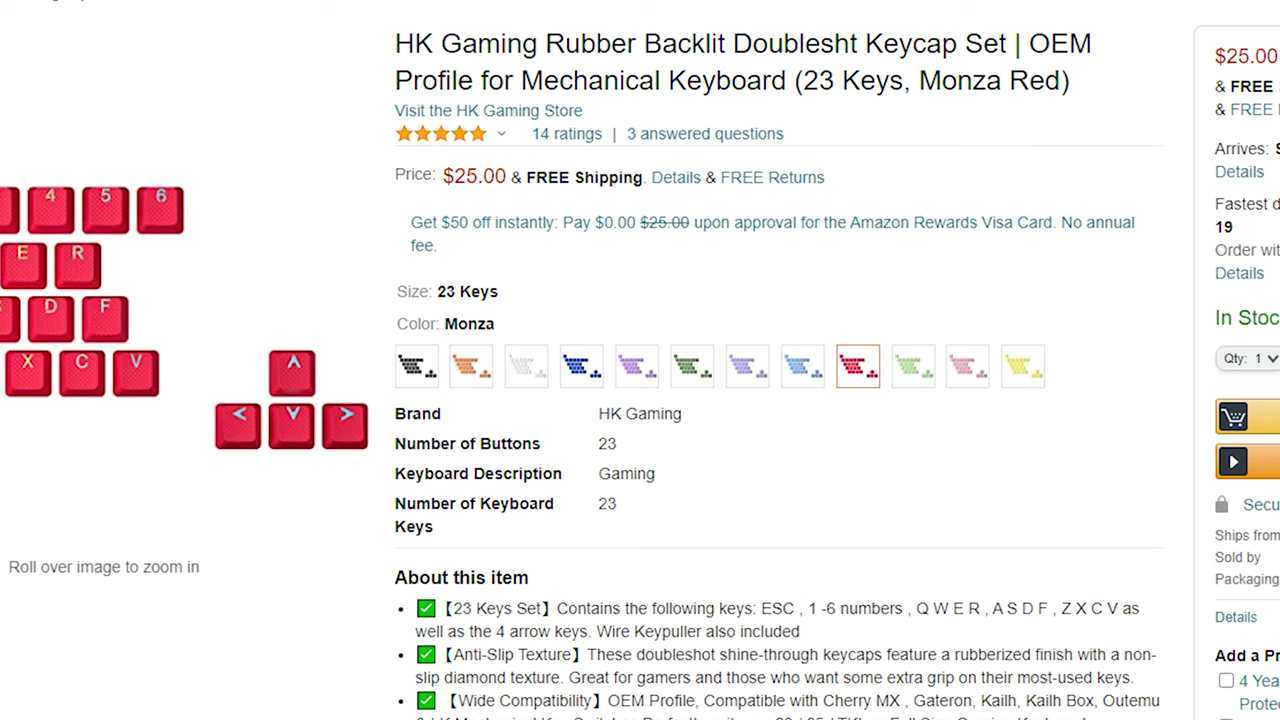 HK Gaming Rubber Backlit Doublesht Keycap Set | OEM
Profile for Mechanical Keyboard (23 Keys, Monza Red)
Visit the HK Gaming Store
14 ratings | 3 answered questions
Price: $25.00 & FREE Shipping. Details & FREE Returns
Get $50 off instantly: Pay $0.00 $25.00 upon approval for the Amazon Rewards Visa Card. No annual
fee.
Size: 23 Keys
Color: Monza
Brand HK Gaming
Number of Buttons 23
Keyboard Description Gaming
Number of Keyboard 23
Keys
About this item
• ✅【23 Keys Set】Contains the following keys: ESC , 1 -6 numbers , Q W E R , A S D F , Z X C V as
well as the 4 arrow keys. Wire Keypuller also included
• ✅【Anti-Slip Texture】These doubleshot shine-through keycaps feature a rubberized finish with a non-
slip diamond texture. Great for gamers and those who want some extra grip on their most-used keys.
• ✅【Wide Compatibility】OEM Profile, Compatible with Cherry MX , Gateron, Kailh, Kailh Box, Outemu
4 5 6
E R
D F
X C V
^
< v >
Roll over image to zoom in
$25.00
& FREE
& FREE
Arrives:
Details
Fastest
19
Order
Details
In
Qty: 1
Ships from
Sold by
Details
Add a
4